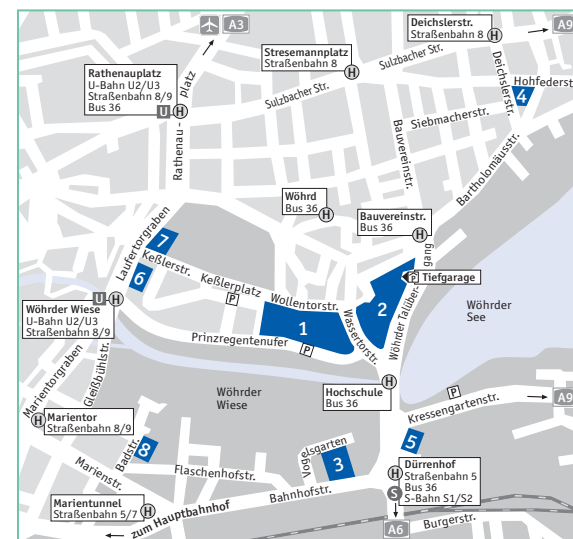 A3
Deichslerstr.
Straßenbahn 8
A9
Stresemannplatz
Straßenbahn 8
Sulzbacher Str.
Rathenauplatz
U-Bahn U2/U3
Straßenbahn 8/9
Bus 36
U
H
H
H
Rathenau-
platz
Sulzbacher Str.
Deichslerstr.
Hohfederst
4
Siebmacherstr.
Bauvereinstr.
Bartholomäusstr.
Wöhrd
Bus 36
H
Bauvereinstr.
Bus 36
H
Laufertorgraben
7
6
Keßlerstr.
Keßlerplatz
P
Wollentorstr.
P Tiefgarage
Wöhrder Talüber-
gang
2
1
Wassertorstr.
Wöhrder
See
U
H
Wöhrder Wiese
U-Bahn U2/U3
Straßenbahn 8/9
Prinzregentenufer
P
Marientorgraben
Gleißbühlstr.
Wöhrder
Wiese
Hochschule
Bus 36
H
P
Kressengartenstr.
A9
H
Marientor
Straßenbahn 8/9
Badstr.
8
Marienstr.
Flaschenhofstr.
Vogelsgarten
3
5
Bahnhofstr.
H
S
Dürrenhof
Straßenbahn 5
Bus 36
S-Bahn S1/S2
Marientunnel
Straßenbahn 5/7
H
zum Hauptbahnhof
A6
Burgerstr.